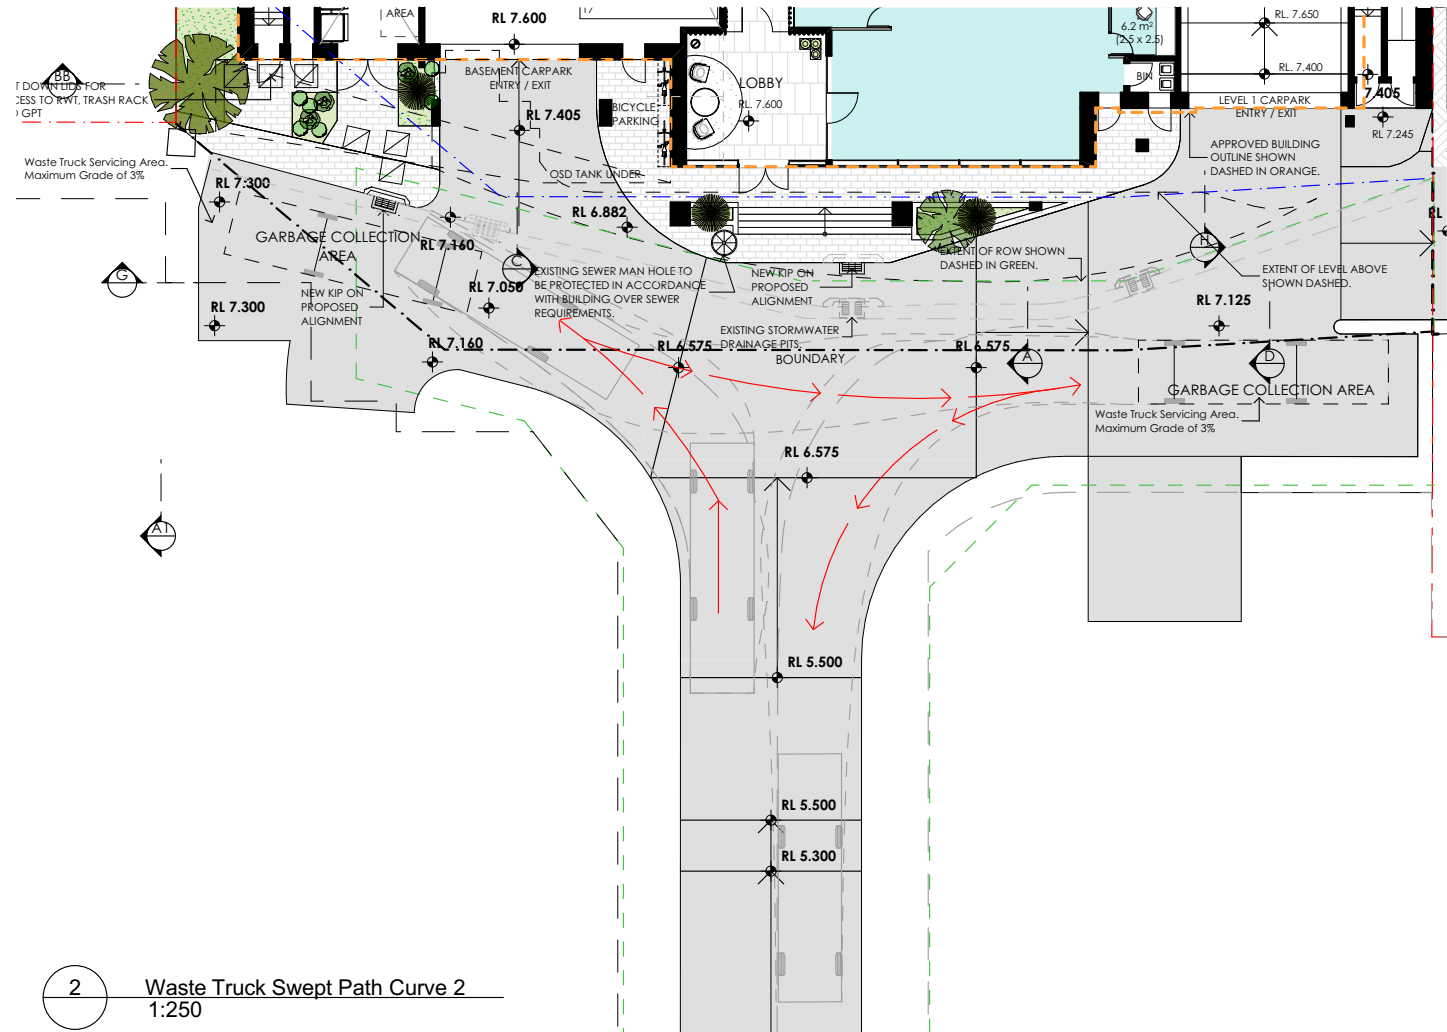 RL 7.600
AREA
17
RL. 7.650
6.2 m²
(2.5 x 2.5)
RL. 7.400
BIN
BB
T DOWN LIDS FOR
CESS TO RWT, TRASH RACK
GPT
BASEMENT CARPARK
ENTRY / EXIT
RL 7.405
BICYCLE
PARKING
LOBBY
RL. 7.600
LEVEL 1 CARPARK
ENTRY / EXIT
7.405
RL 7.245
APPROVED BUILDING
OUTLINE SHOWN
DASHED IN ORANGE.
Waste Truck Servicing Area.
Maximum Grade of 3%
RL 7.300
OSD TANK UNDER
RL 6.882
RL
GARBAGE COLLECTION
AREA
RL 7.160
C
H
G
EXISTING SEWER MAN HOLE TO
BE PROTECTED IN ACCORDANCE
WITH BUILDING OVER SEWER
REQUIREMENTS.
NEW KIP ON
PROPOSED
ALIGNMENT
EXTENT OF ROW SHOWN
DASHED IN GREEN.
EXTENT OF LEVEL ABOVE
SHOWN DASHED.
NEW KIP ON
PROPOSED
ALIGNMENT
RL 7.050
RL 7.300
RL 7.125
EXISTING STORMWATER
DRAINAGE PITS.
RL 7.160
RL 6.575
BOUNDARY
RL 6.575
A
D
GARBAGE COLLECTION AREA
Waste Truck Servicing Area.
Maximum Grade of 3%
RL 6.575
A1
RL 5.500
RL 5.500
RL 5.300
2
Waste Truck Swept Path Curve 2
1:250